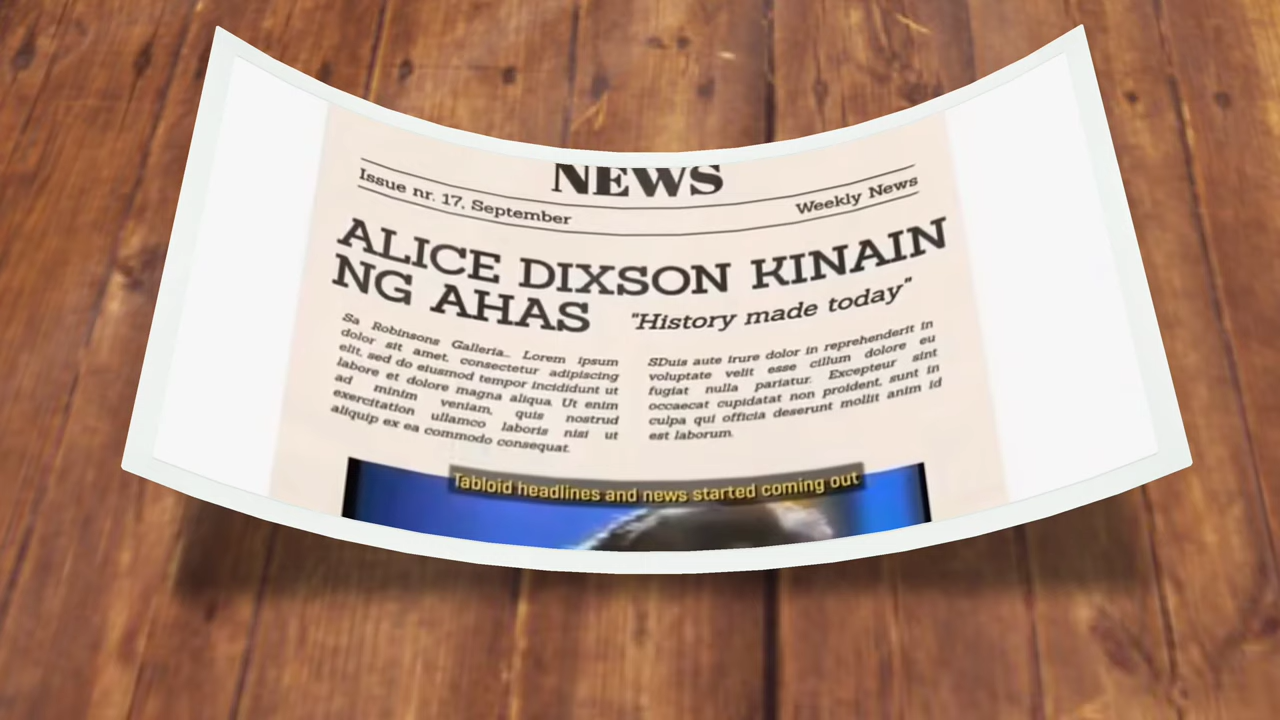 NEWS
Issue nr. 17, September
Weekly News
ALICE DIXSON KINAIN
NG AHAS
"History made today"
Sa Robinsons Galleria... Lorem ipsum
dolor sit amet, consectetur adipiscing
elit, sed do eiusmod tempor incididunt ut
labore et dolore magna aliqua. Ut enim
ad minim veniam, quis nostrud
exercitation ullamco laboris nisi ut
aliquip ex ea commodo consequat.
SDuis aute irure dolor in reprehenderit in
voluptate velit esse cillum dolore eu
fugiat nulla pariatur. Excepteur sint
occaecat cupidatat non proident, sunt in
culpa qui officia deserunt mollit anim id
est laborum.
Tabloid headlines and news started coming out